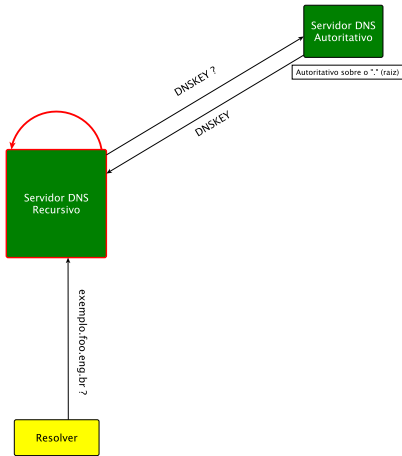 Servidor DNS
Autoritativo
Autoritativo sobre o "." (raiz)
DNSKEY ?
DNSKEY
Servidor DNS
Recursivo
exemplo.foo.eng.br ?
Resolver